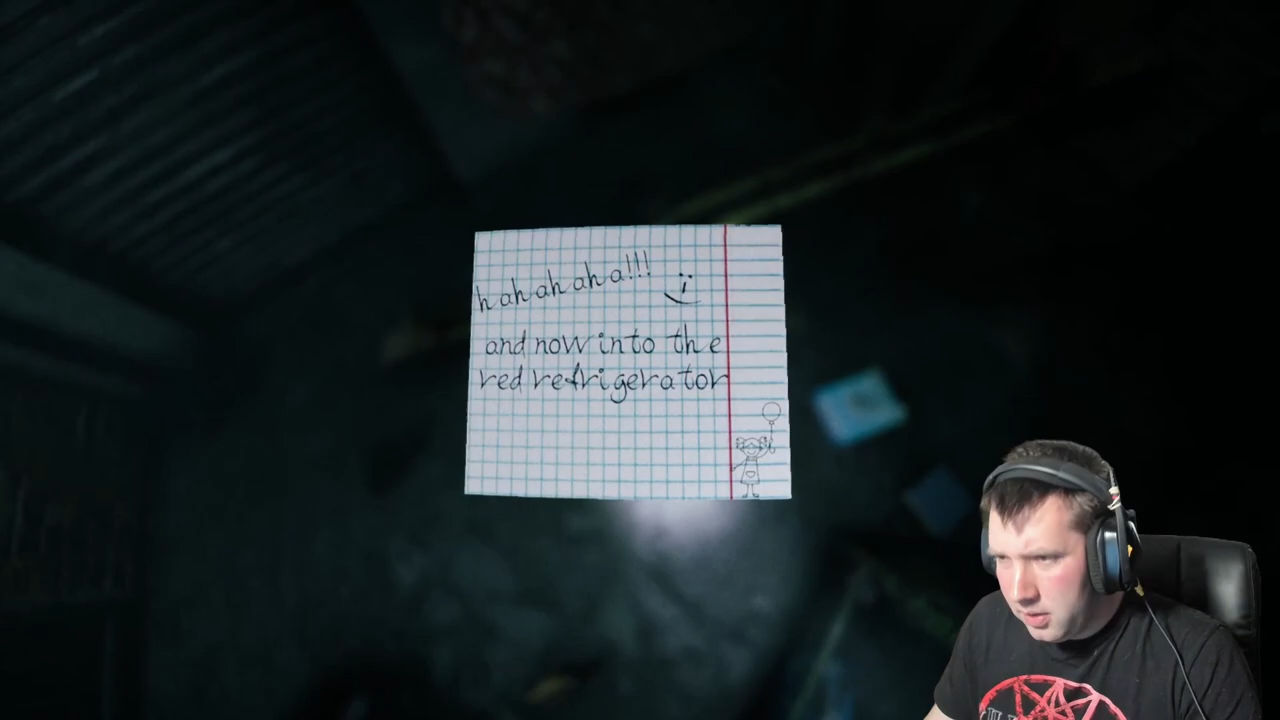 hahahaha!!! :)
and now into the
red refrigerator